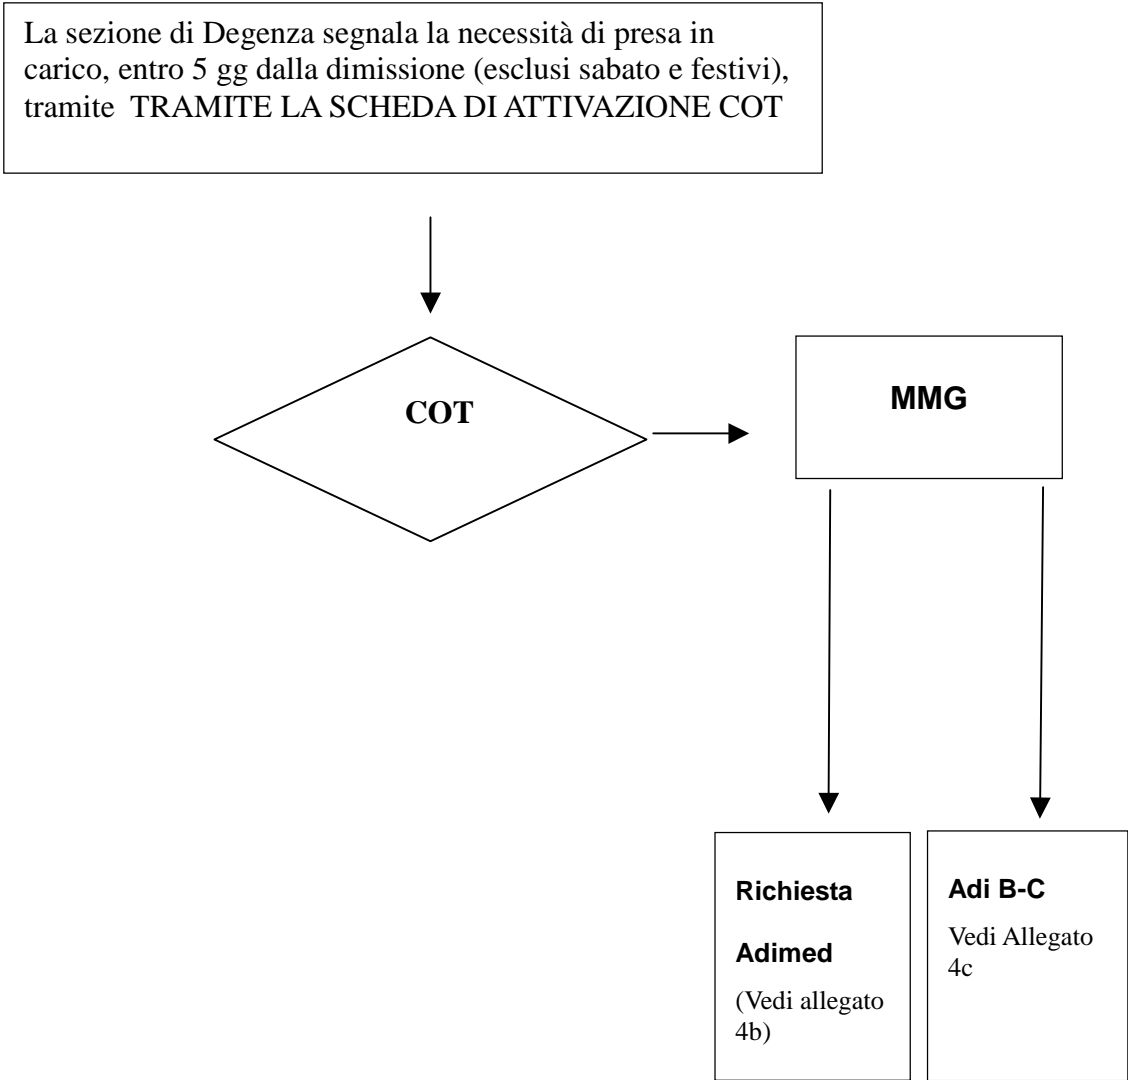 La sezione di Degenza segnala la necessità di presa in
carico, entro 5 gg dalla dimissione (esclusi sabato e festivi),
tramite  TRAMITE LA SCHEDA DI ATTIVAZIONE COT
COT
MMG
Richiesta
Adimed
(Vedi allegato
4b)
Adi B-C
Vedi Allegato
4c